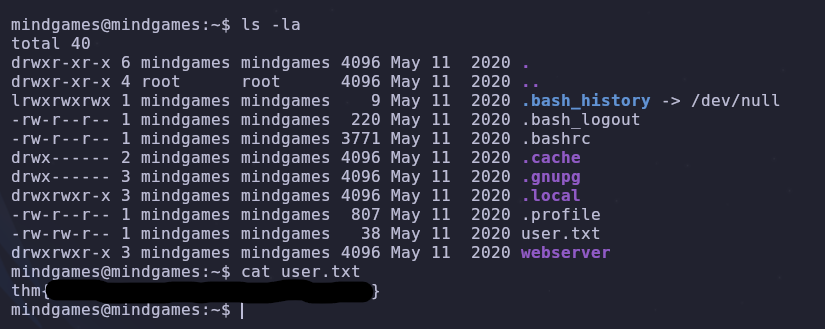 mindgames@mindgames:~$ ls -la
total 40
drwxr-xr-x 6 mindgames mindgames 4096 May 11  2020 .
drwxr-xr-x 4 root      root      4096 May 11  2020 ..
lrwxrwxrwx 1 mindgames mindgames    9 May 11  2020 .bash_history -> /dev/null
-rw-r--r-- 1 mindgames mindgames  220 May 11  2020 .bash_logout
-rw-r--r-- 1 mindgames mindgames 3771 May 11  2020 .bashrc
drwx------ 2 mindgames mindgames 4096 May 11  2020 .cache
drwx------ 3 mindgames mindgames 4096 May 11  2020 .gnupg
drwxrwxr-x 3 mindgames mindgames 4096 May 11  2020 .local
-rw-r--r-- 1 mindgames mindgames  807 May 11  2020 .profile
-rw-rw-r-- 1 mindgames mindgames   38 May 11  2020 user.txt
drwxrwxr-x 3 mindgames mindgames 4096 May 11  2020 webserver
mindgames@mindgames:~$ cat user.txt
thm{}
mindgames@mindgames:~$